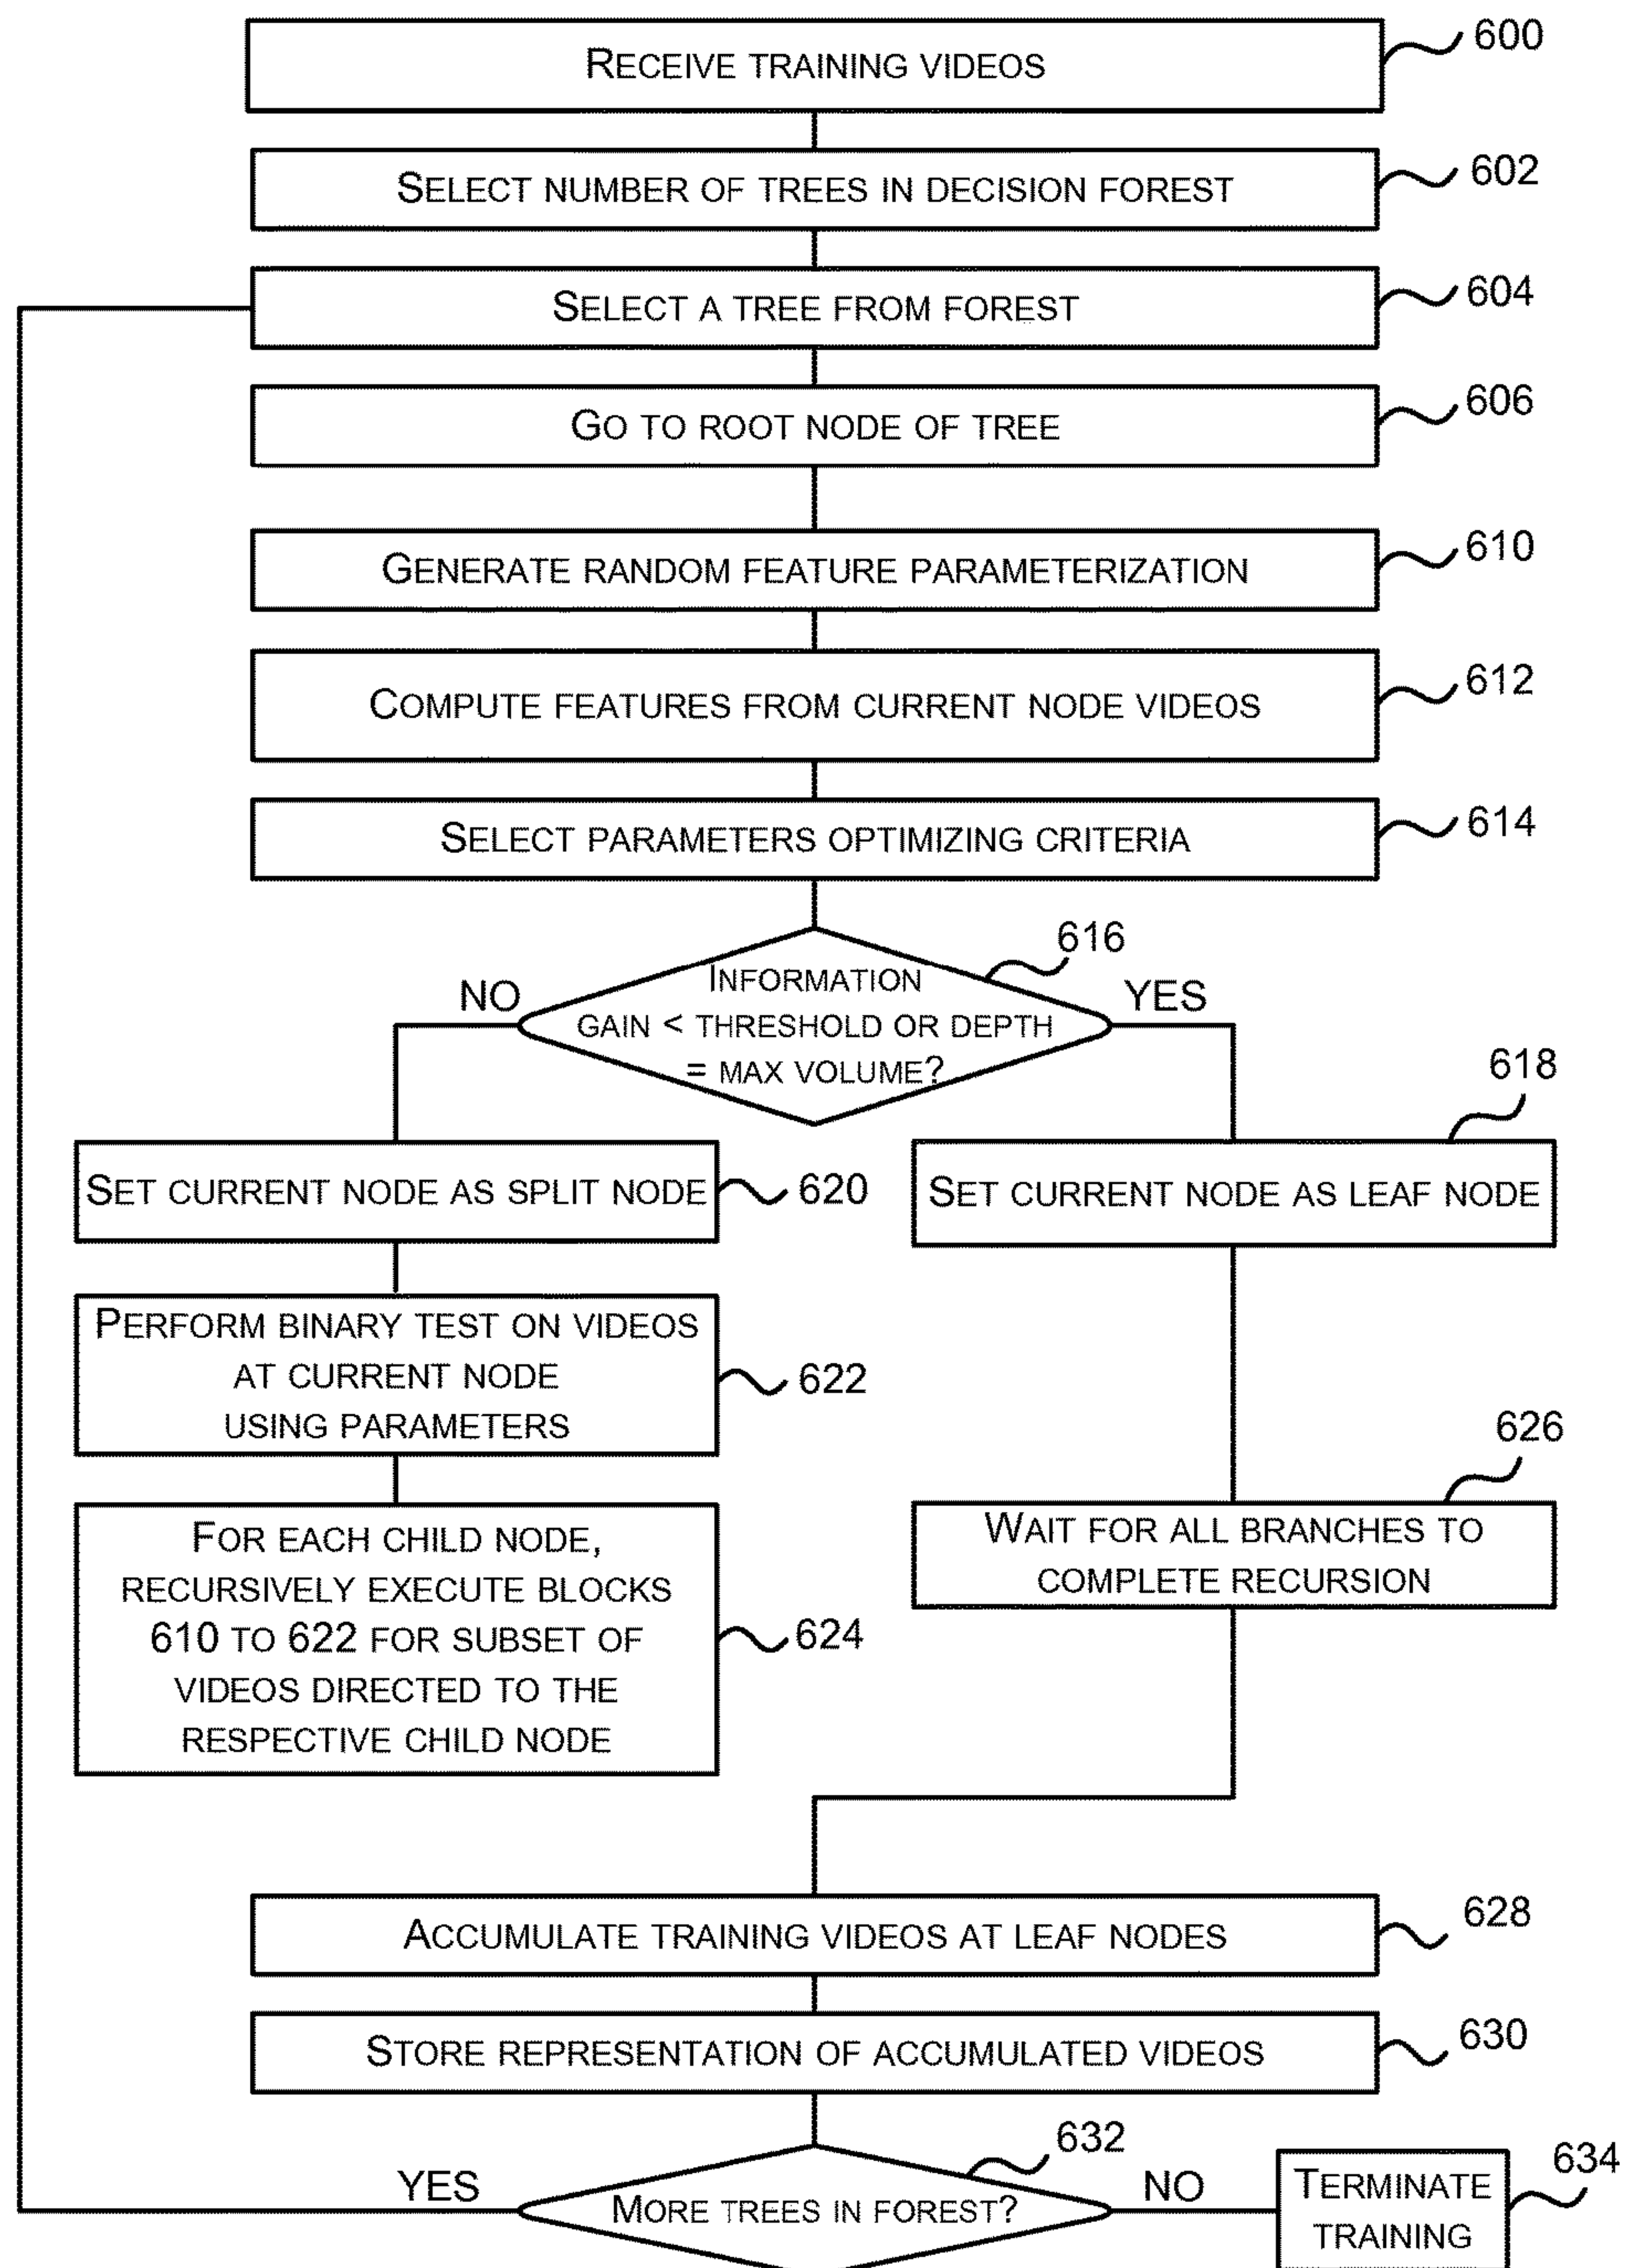 RECEIVE TRAINING VIDEOS
600
SELECT NUMBER OF TREES IN DECISION FOREST
602
SELECT A TREE FROM FOREST
604
GO TO ROOT NODE OF TREE
606
GENERATE RANDOM FEATURE PARAMETERIZATION
610
COMPUTE FEATURES FROM CURRENT NODE VIDEOS
612
SELECT PARAMETERS OPTIMIZING CRITERIA
614
616
INFORMATION
GAIN < THRESHOLD OR DEPTH
= MAX VOLUME?
NO
YES
SET CURRENT NODE AS SPLIT NODE
620
618
SET CURRENT NODE AS LEAF NODE
PERFORM BINARY TEST ON VIDEOS
AT CURRENT NODE
USING PARAMETERS
622
FOR EACH CHILD NODE,
RECURSIVELY EXECUTE BLOCKS
610 TO 622 FOR SUBSET OF
VIDEOS DIRECTED TO THE
RESPECTIVE CHILD NODE
624
626
WAIT FOR ALL BRANCHES TO
COMPLETE RECURSION
ACCUMULATE TRAINING VIDEOS AT LEAF NODES
628
STORE REPRESENTATION OF ACCUMULATED VIDEOS
630
632
YES
MORE TREES IN FOREST?
NO
TERMINATE
TRAINING
634